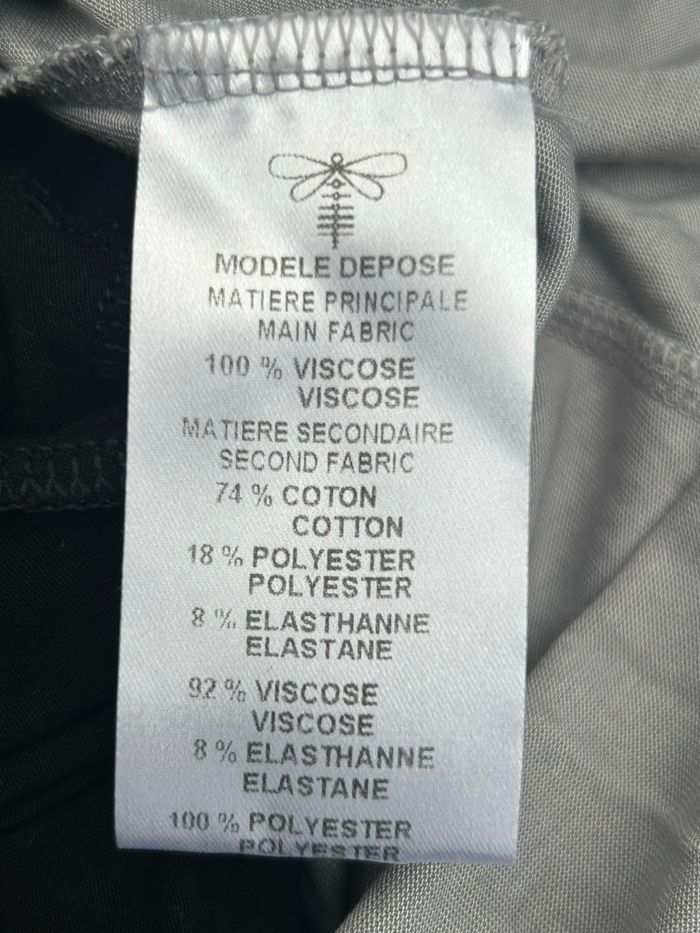 MODELE DEPOSE
MATIERE PRINCIPALE
MAIN FABRIC
100 % VISCOSE
VISCOSE
MATIERE SECONDAIRE
SECOND FABRIC
74 % COTON
COTTON
18 % POLYESTER
POLYESTER
8 % ELASTHANNE
ELASTANE
92 % VISCOSE
VISCOSE
8 % ELASTHANNE
ELASTANE
100 % POLYESTER
POLYESTER